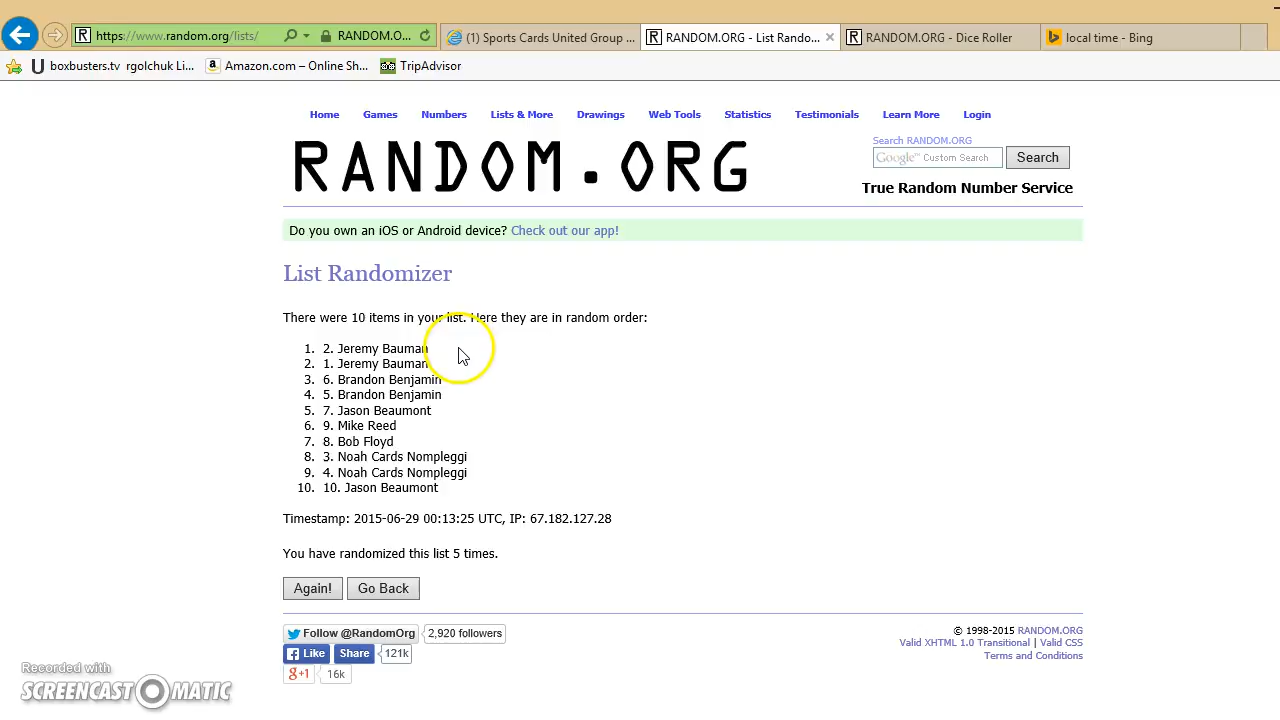 https://www.random.org/lists/
RANDOM.O...
(1) Sports Cards United Group ...
RANDOM.ORG - List Rando...
RANDOM.ORG - Dice Roller
local time - Bing
boxbusters.tv
rgolchuk Li...
Amazon.com – Online Sh...
TripAdvisor
Home Games Numbers Lists & More Drawings Web Tools Statistics Testimonials Learn More Login
RANDOM.ORG
Search RANDOM.ORG
Google™ Custom Search
Search
True Random Number Service
Do you own an iOS or Android device? Check out our app!
List Randomizer
There were 10 items in your list. Here they are in random order:
1. 2. Jeremy Bauman
2. 1. Jeremy Bauman
3. 6. Brandon Benjamin
4. 5. Brandon Benjamin
5. 7. Jason Beaumont
6. 9. Mike Reed
7. 8. Bob Floyd
8. 3. Noah Cards Nompleggi
9. 4. Noah Cards Nompleggi
10. 10. Jason Beaumont
Timestamp: 2015-06-29 00:13:25 UTC, IP: 67.182.127.28
You have randomized this list 5 times.
Again! Go Back
Follow @RandomOrg 2,920 followers
Like Share 121k
g+1 16k
© 1998-2015 RANDOM.ORG
Valid XHTML 1.0 Transitional | Valid CSS
Terms and Conditions
Recorded with
SCREENCAST-O-MATIC